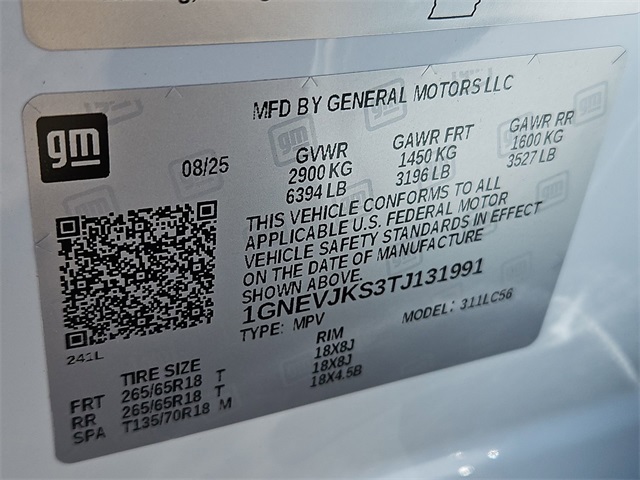 gm
MFD BY GENERAL MOTORS LLC
08/25
GVWR
2900 KG
6394 LB
GAWR FRT
1450 KG
3196 LB
GAWR RR
1600 KG
3527 LB
THIS VEHICLE CONFORMS TO ALL
APPLICABLE U.S. FEDERAL MOTOR
VEHICLE SAFETY STANDARDS IN EFFECT
ON THE DATE OF MANUFACTURE
SHOWN ABOVE.
1GNEVJKS3TJ131991
TYPE: MPV
MODEL: 311LC56
241L
TIRE SIZE
RIM
FRT 265/65R18 T 18X8J
RR 265/65R18 T 18X8J
SPA T135/70R18 M 18X4.5B